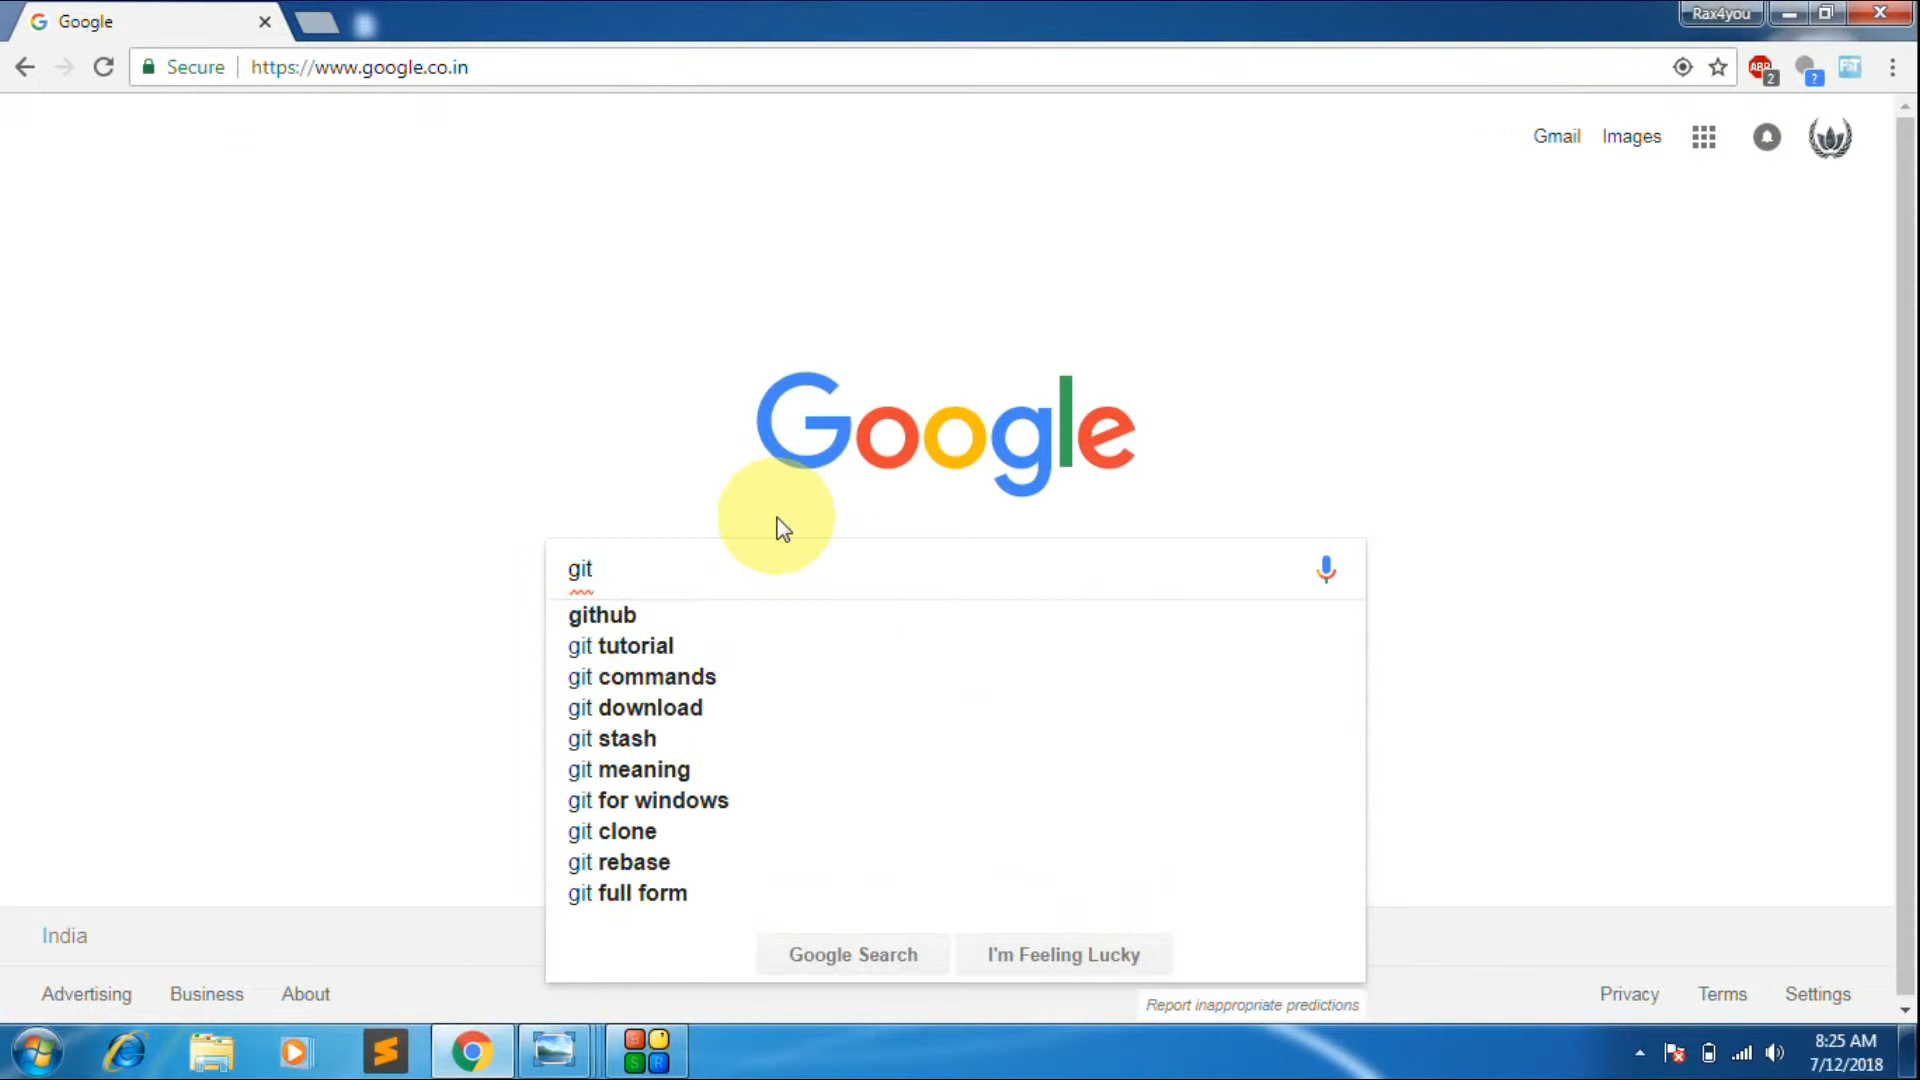 Google
Rax4you
Secure
https://www.google.co.in
ABP
2
?
Gmail
Images
Google
git
github
git tutorial
git commands
git download
git stash
git meaning
git for windows
git clone
git rebase
git full form
Google Search
I'm Feeling Lucky
Report inappropriate predictions
India
Advertising
Business
About
Privacy
Terms
Settings
B
S
R
8:25 AM
7/12/2018